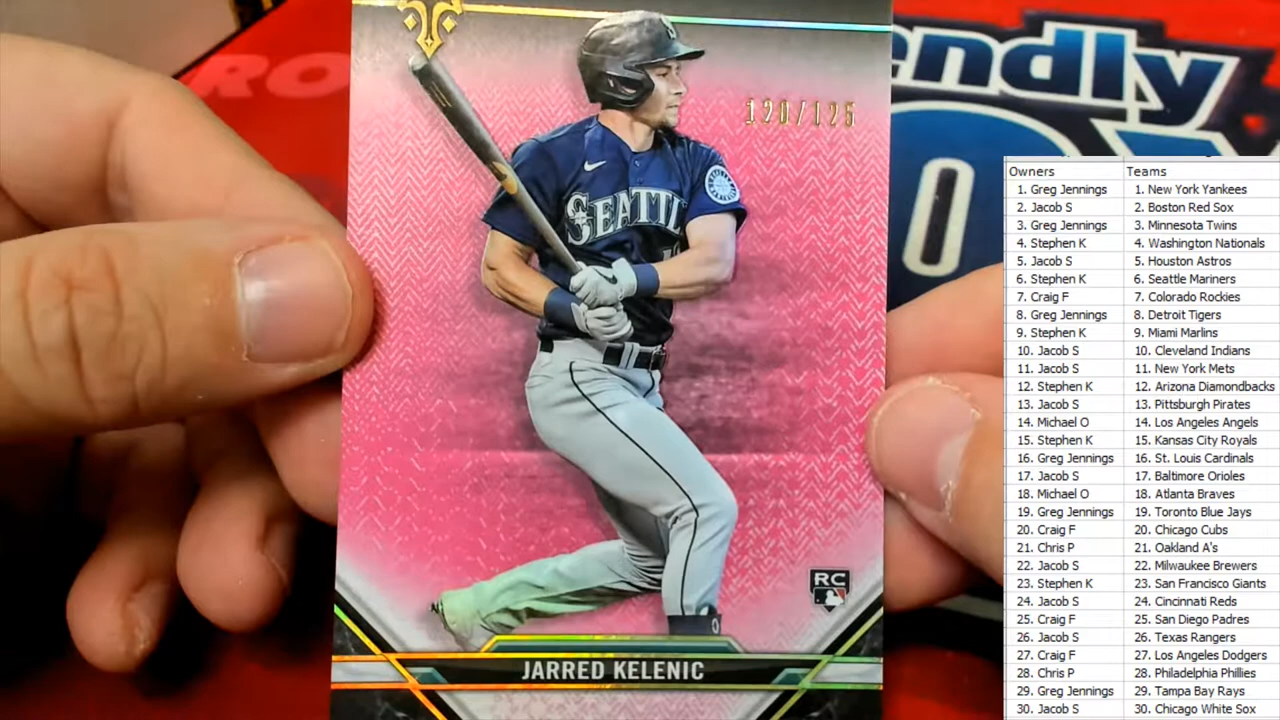 RO
endly
120/125
SEATTL
RC
JARRED KELENIC
Owners Teams
1. Greg Jennings 1. New York Yankees
2. Jacob S 2. Boston Red Sox
3. Greg Jennings 3. Minnesota Twins
4. Stephen K 4. Washington Nationals
5. Jacob S 5. Houston Astros
6. Stephen K 6. Seattle Mariners
7. Craig F 7. Colorado Rockies
8. Greg Jennings 8. Detroit Tigers
9. Stephen K 9. Miami Marlins
10. Jacob S 10. Cleveland Indians
11. Jacob S 11. New York Mets
12. Stephen K 12. Arizona Diamondbacks
13. Jacob S 13. Pittsburgh Pirates
14. Michael O 14. Los Angeles Angels
15. Stephen K 15. Kansas City Royals
16. Greg Jennings 16. St. Louis Cardinals
17. Jacob S 17. Baltimore Orioles
18. Michael O 18. Atlanta Braves
19. Greg Jennings 19. Toronto Blue Jays
20. Craig F 20. Chicago Cubs
21. Chris P 21. Oakland A's
22. Jacob S 22. Milwaukee Brewers
23. Stephen K 23. San Francisco Giants
24. Jacob S 24. Cincinnati Reds
25. Craig F 25. San Diego Padres
26. Jacob S 26. Texas Rangers
27. Craig F 27. Los Angeles Dodgers
28. Chris P 28. Philadelphia Phillies
29. Greg Jennings 29. Tampa Bay Rays
30. Jacob S 30. Chicago White Sox